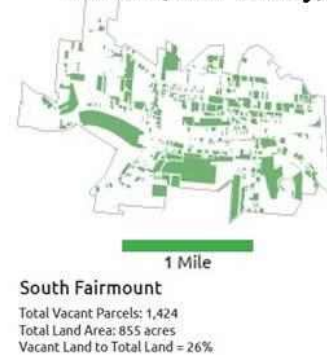 1 Mile
South Fairmount
Total Vacant Parcels: 1,424
Total Land Area: 855 acres
Vacant Land to Total Land = 26%